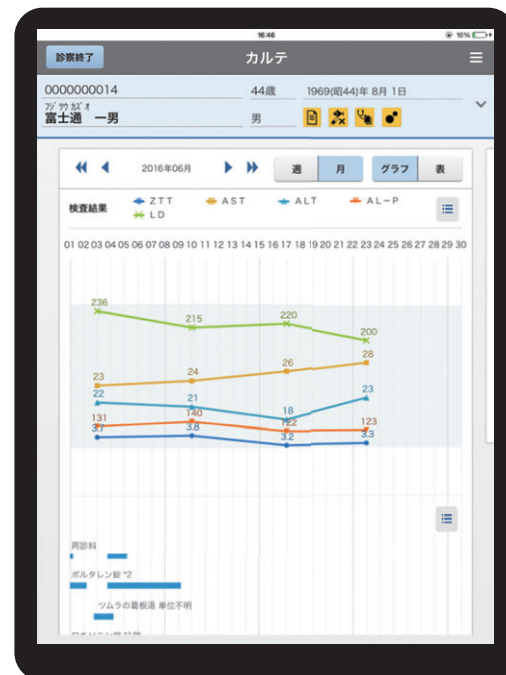 16:46
16%
診察終了
カルテ
0000000014 44歳 1969(昭44)年 8月 1日
フジツウ カズオ
富士通 一男 男
2016年06月 週 月 グラフ 表
検査結果 ZTT AST ALT AL-P
LD
01 02 03 04 05 06 07 08 09 10 11 12 13 14 15 16 17 18 19 20 21 22 23 24 25 26 27 28 29 30
236 215 220 200
23 24 26 28
22 21 18 23
131 140 122 123
3.7 3.8 3.2 3.3
再診料
ボルタレン錠 *2
ツムラの葛根湯 単位不明